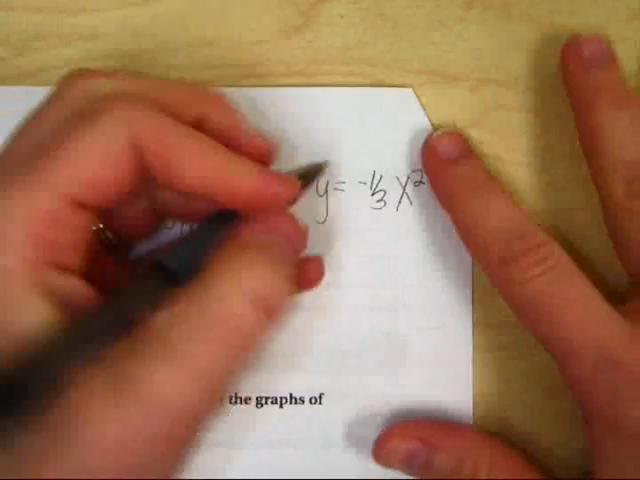 y = -1/3 x²
the graphs of